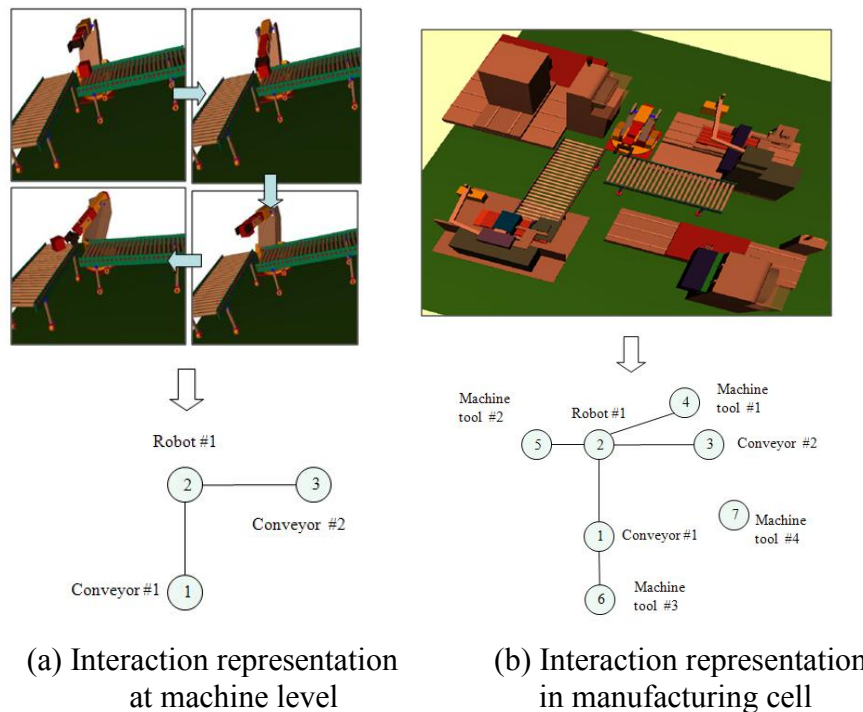 Robot #1
2
3
Conveyor #2
Conveyor #1
1
Machine
tool #2
Robot #1
4
Machine
tool #1
5
2
3
Conveyor #2
7
Machine
tool #4
1
Conveyor #1
6
Machine
tool #3
(a) Interaction representation
at machine level
(b) Interaction representation
in manufacturing cell